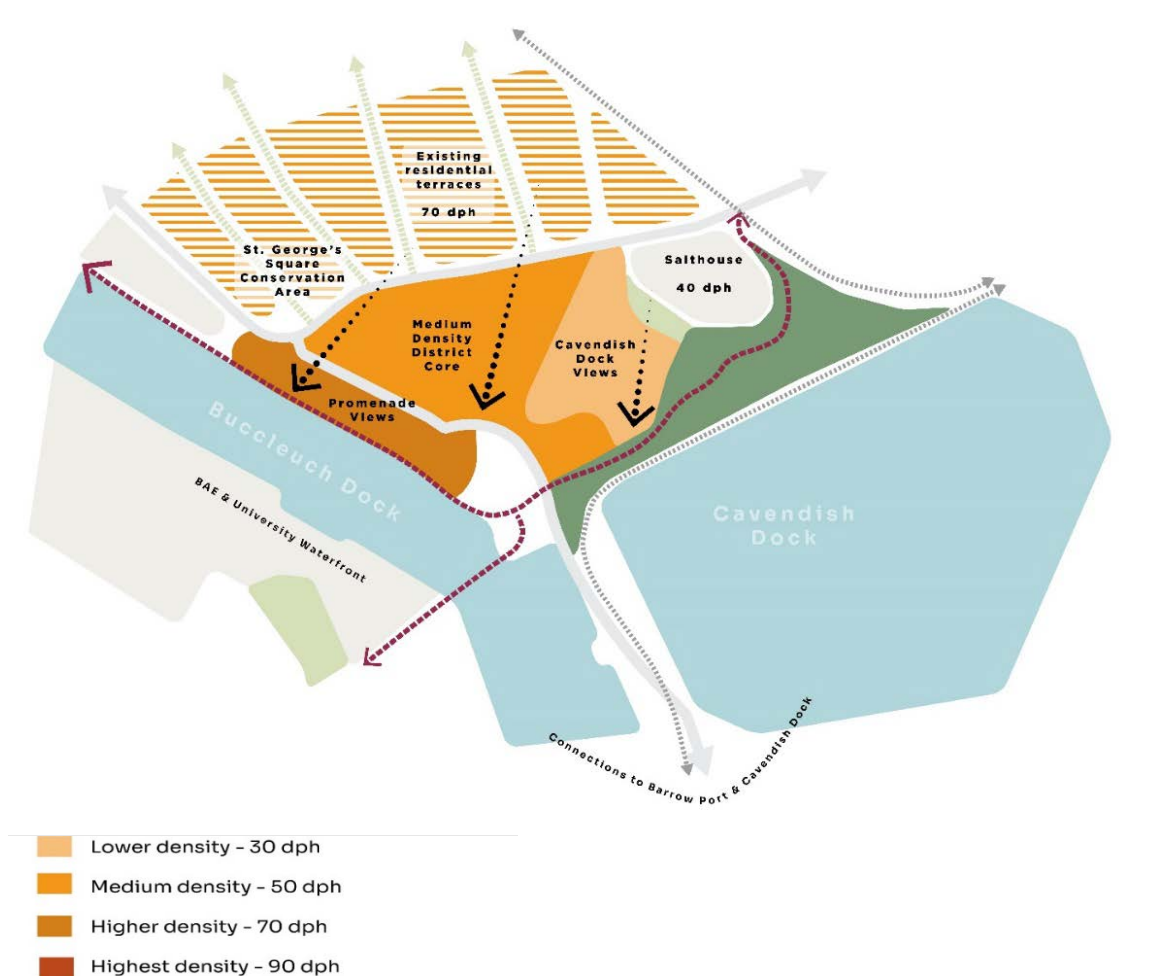 Existing
residential
terraces
70 dph
St. George's
Square
Conservation
Area
Salthouse
40 dph
Medium
Density
District
Core
Cavendish
Dock
Views
Promenade
Views
Buccleuch Dock
BAE & University Waterfront
Cavendish
Dock
Connections to Barrow Port & Cavendish Dock
Lower density - 30 dph
Medium density - 50 dph
Higher density - 70 dph
Highest density - 90 dph